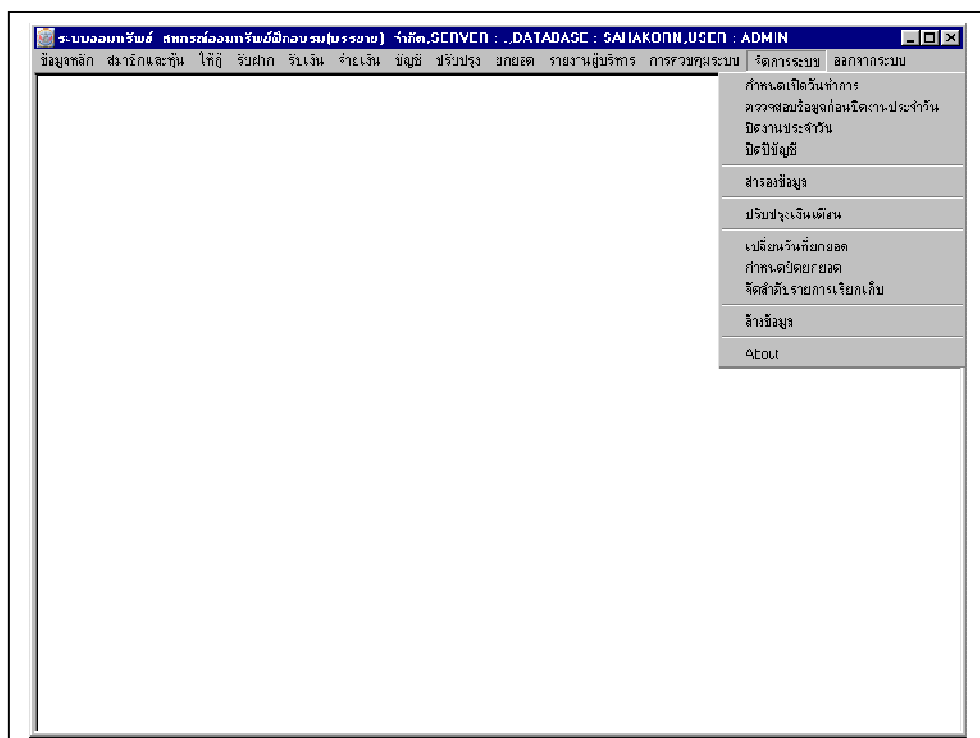 ระบบออมทรัพย์ สหกรณ์ออมทรัพย์ฝึกอบรม(บรรยาย) จำกัด,SERVER : .,DATABASE : SAHAKORN,USER : ADMIN
ข้อมูลหลัก สมาชิกและหุ้น ให้กู้ รับฝาก รับเงิน จ่ายเงิน บัญชี ปรับปรุง ยกยอด รายงานผู้บริหาร การควบคุมระบบ จัดการระบบ ออกจากระบบ
กำหนดเปิดวันทำการ
ตรวจสอบข้อมูลก่อนปิดงานประจำวัน
ปิดงานประจำวัน
ปิดปีบัญชี
สำรองข้อมูล
ปรับปรุงเงินเดือน
เปลี่ยนวันที่ยกยอด
กำหนดปิดยกยอด
จัดลำดับรายการเรียกเก็บ
ล้างข้อมูล
About